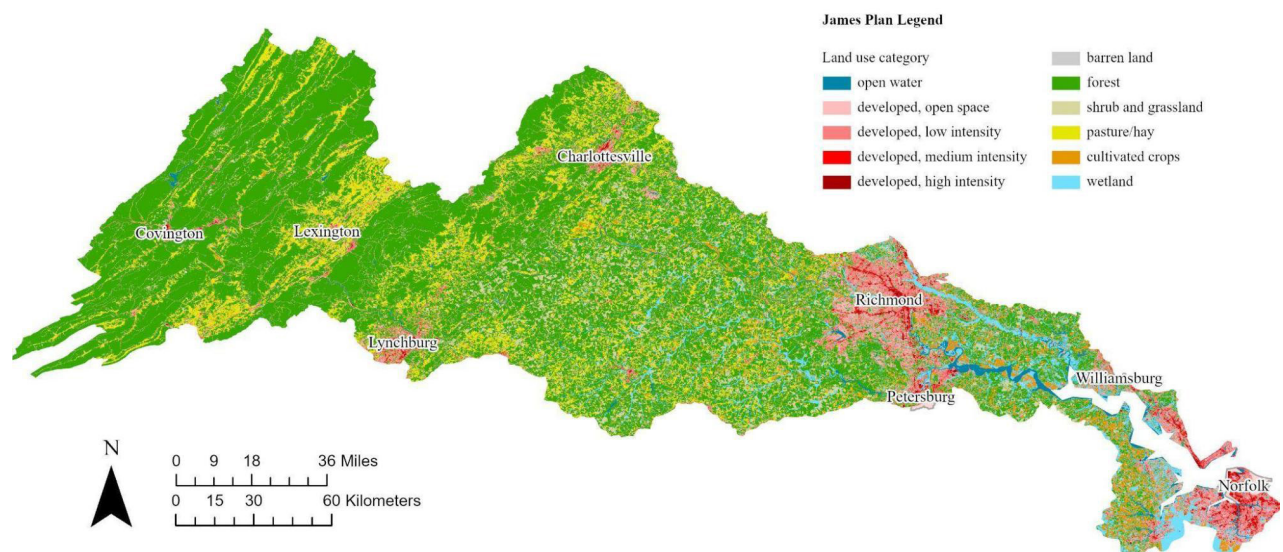 James Plan Legend
Land use category
open water
developed, open space
developed, low intensity
developed, medium intensity
developed, high intensity
barren land
forest
shrub and grassland
pasture/hay
cultivated crops
wetland
Charlottesville
Covington
Lexington
Richmond
Lynchburg
Williamsburg
Petersburg
Norfolk
N
0 9 18 36 Miles
0 15 30 60 Kilometers